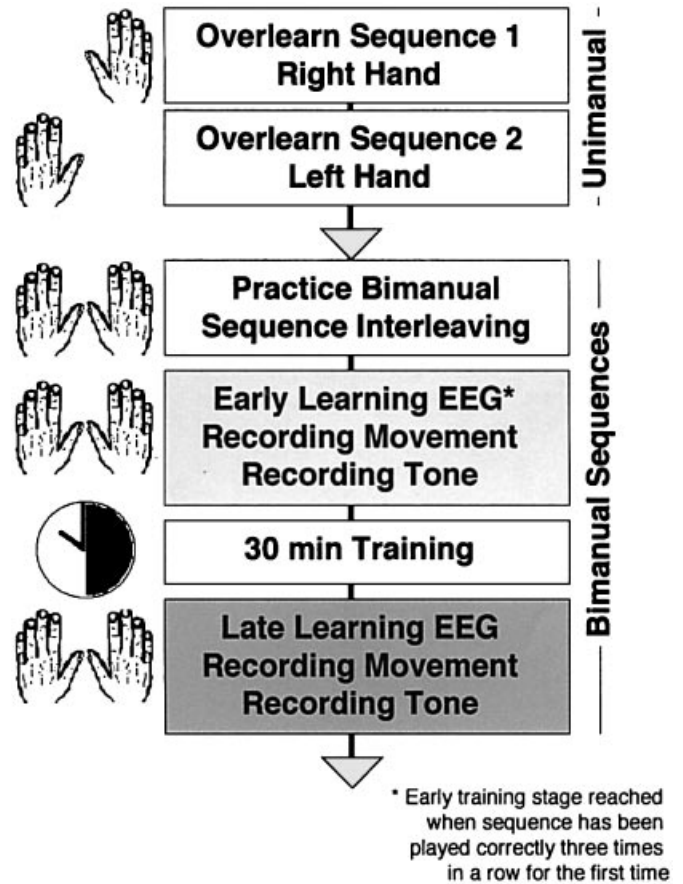 Overlearn Sequence 1
Right Hand
Overlearn Sequence 2
Left Hand
Unimanual
Practice Bimanual
Sequence Interleaving
Early Learning EEG*
Recording Movement
Recording Tone
30 min Training
Late Learning EEG
Recording Movement
Recording Tone
Bimanual Sequences
* Early training stage reached
when sequence has been
played correctly three times
in a row for the first time